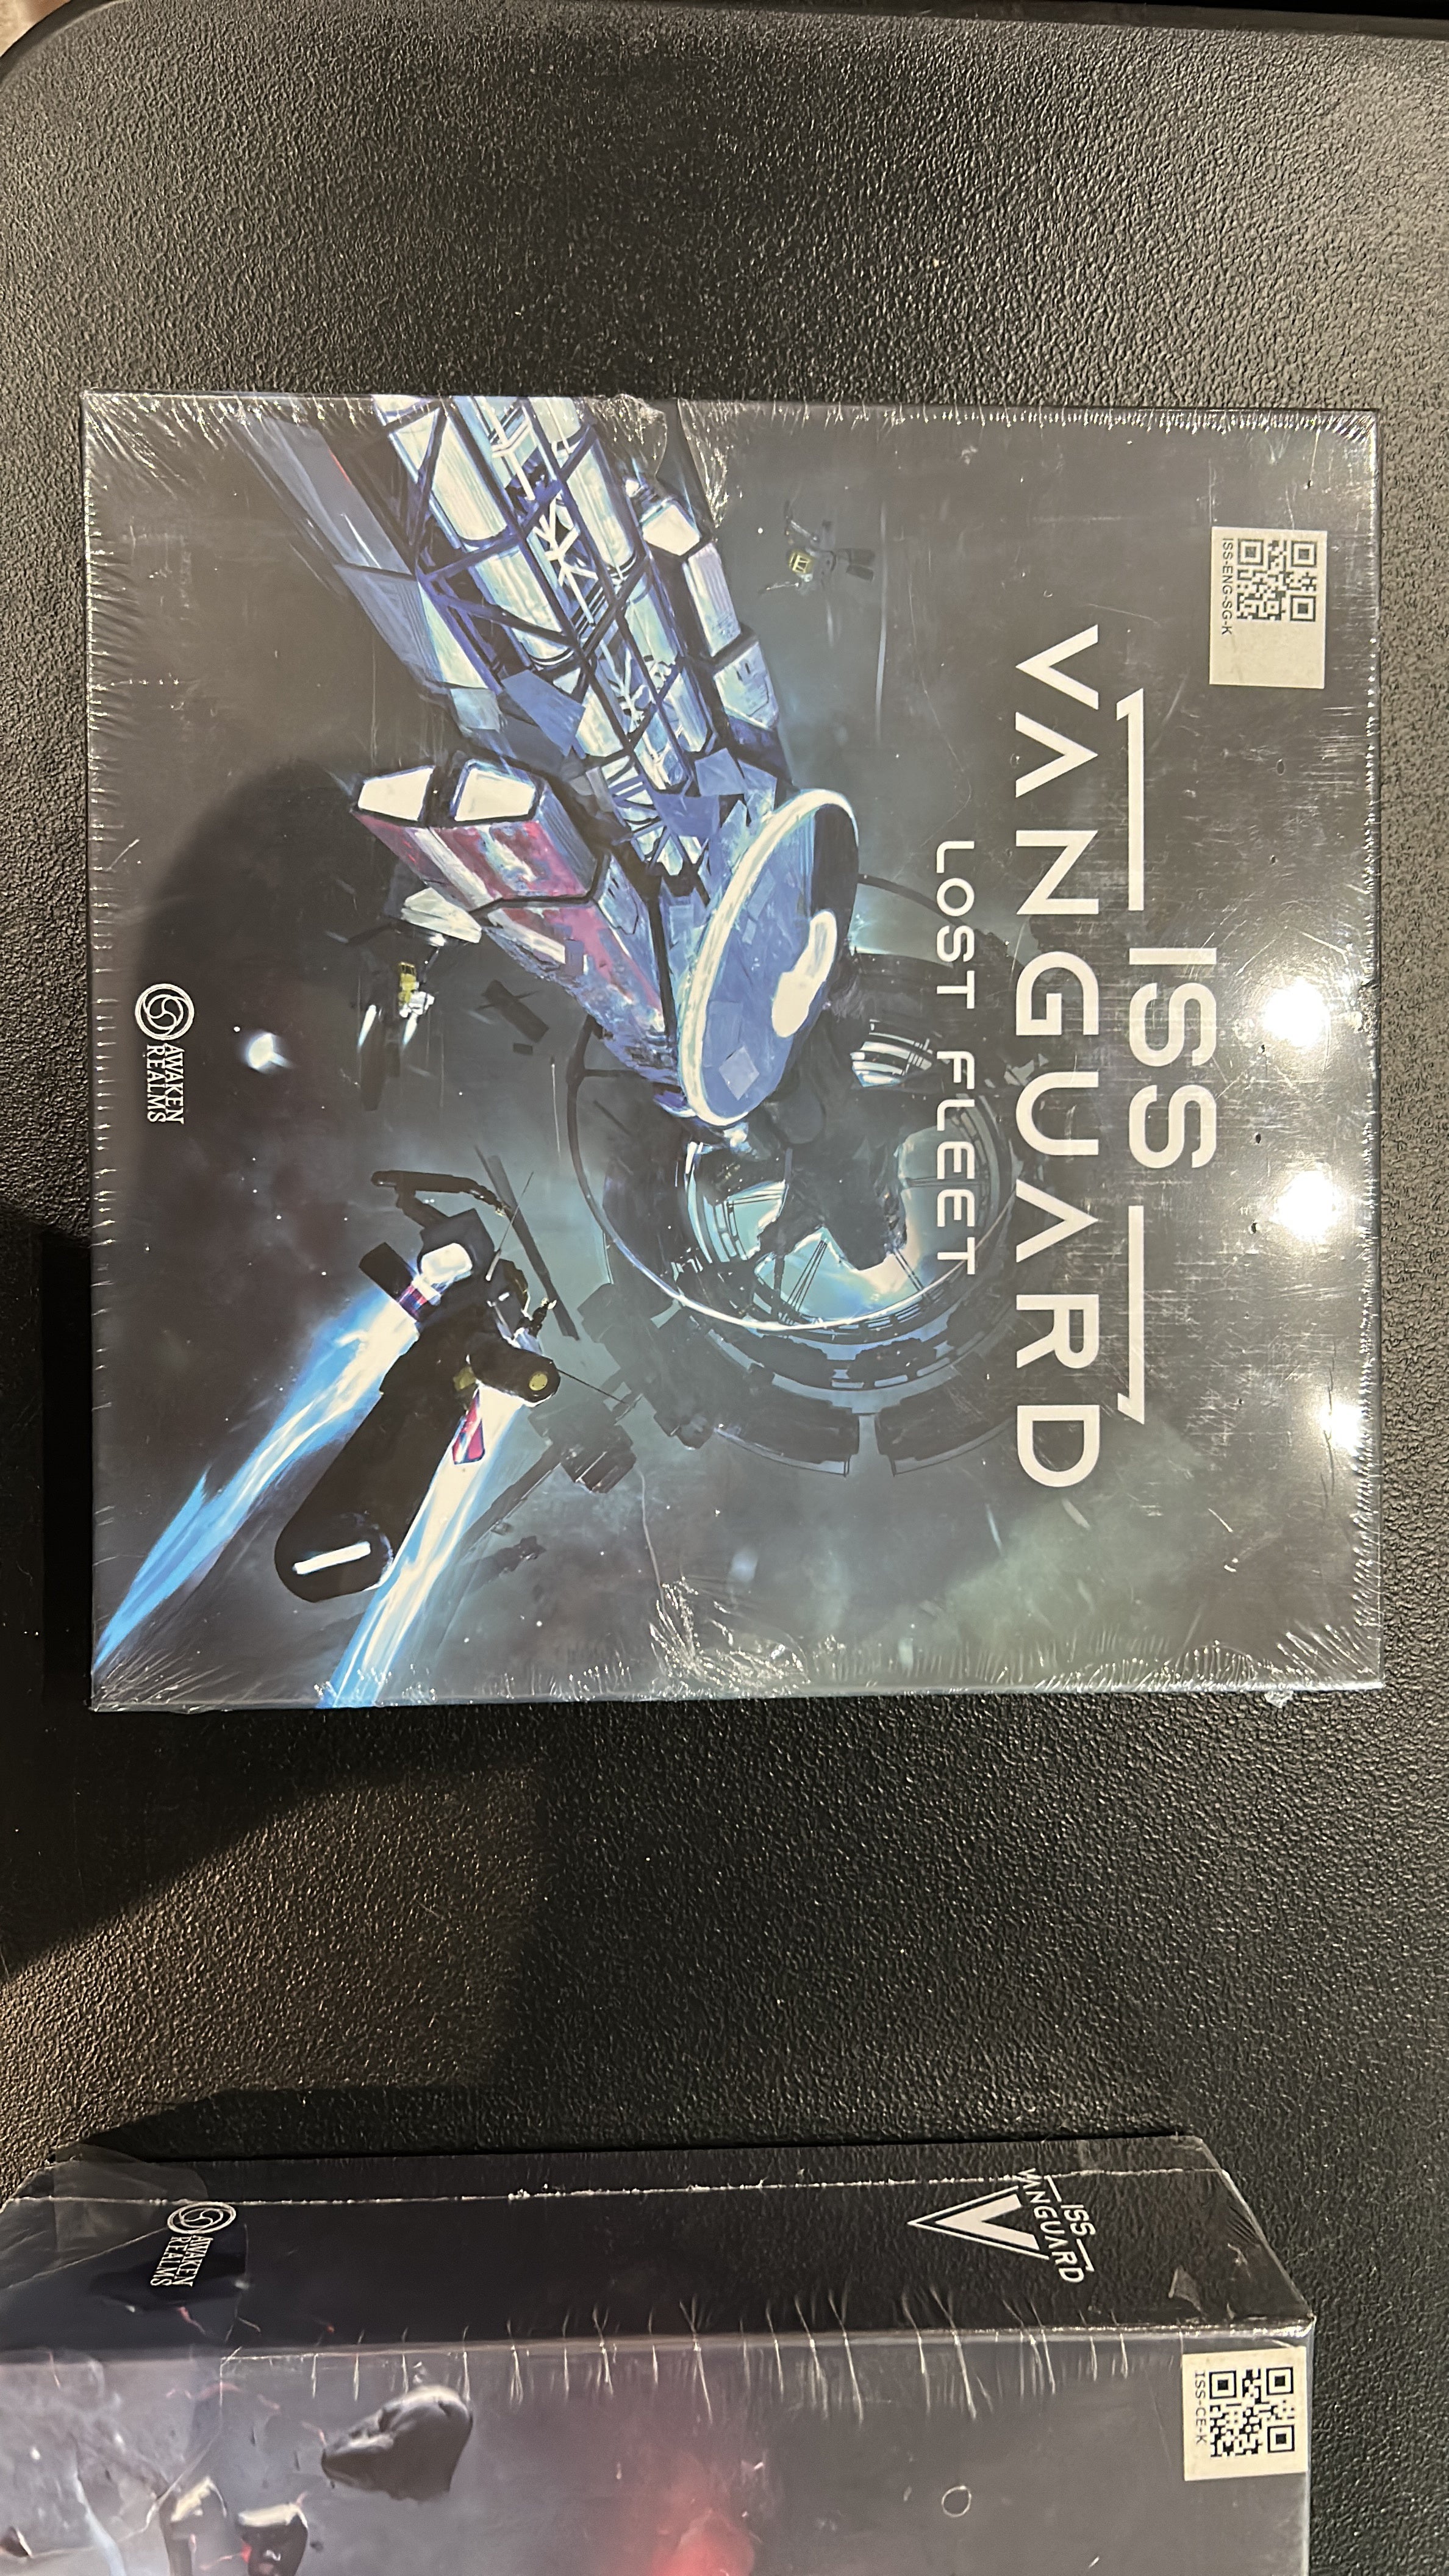 ISS-ENG-SG-K
ISS
VANGUARD
LOST FLEET
AWAKEN
REALMS
ISS
VANGUARD
V
AWAKEN
REALMS
ISS-CE-K